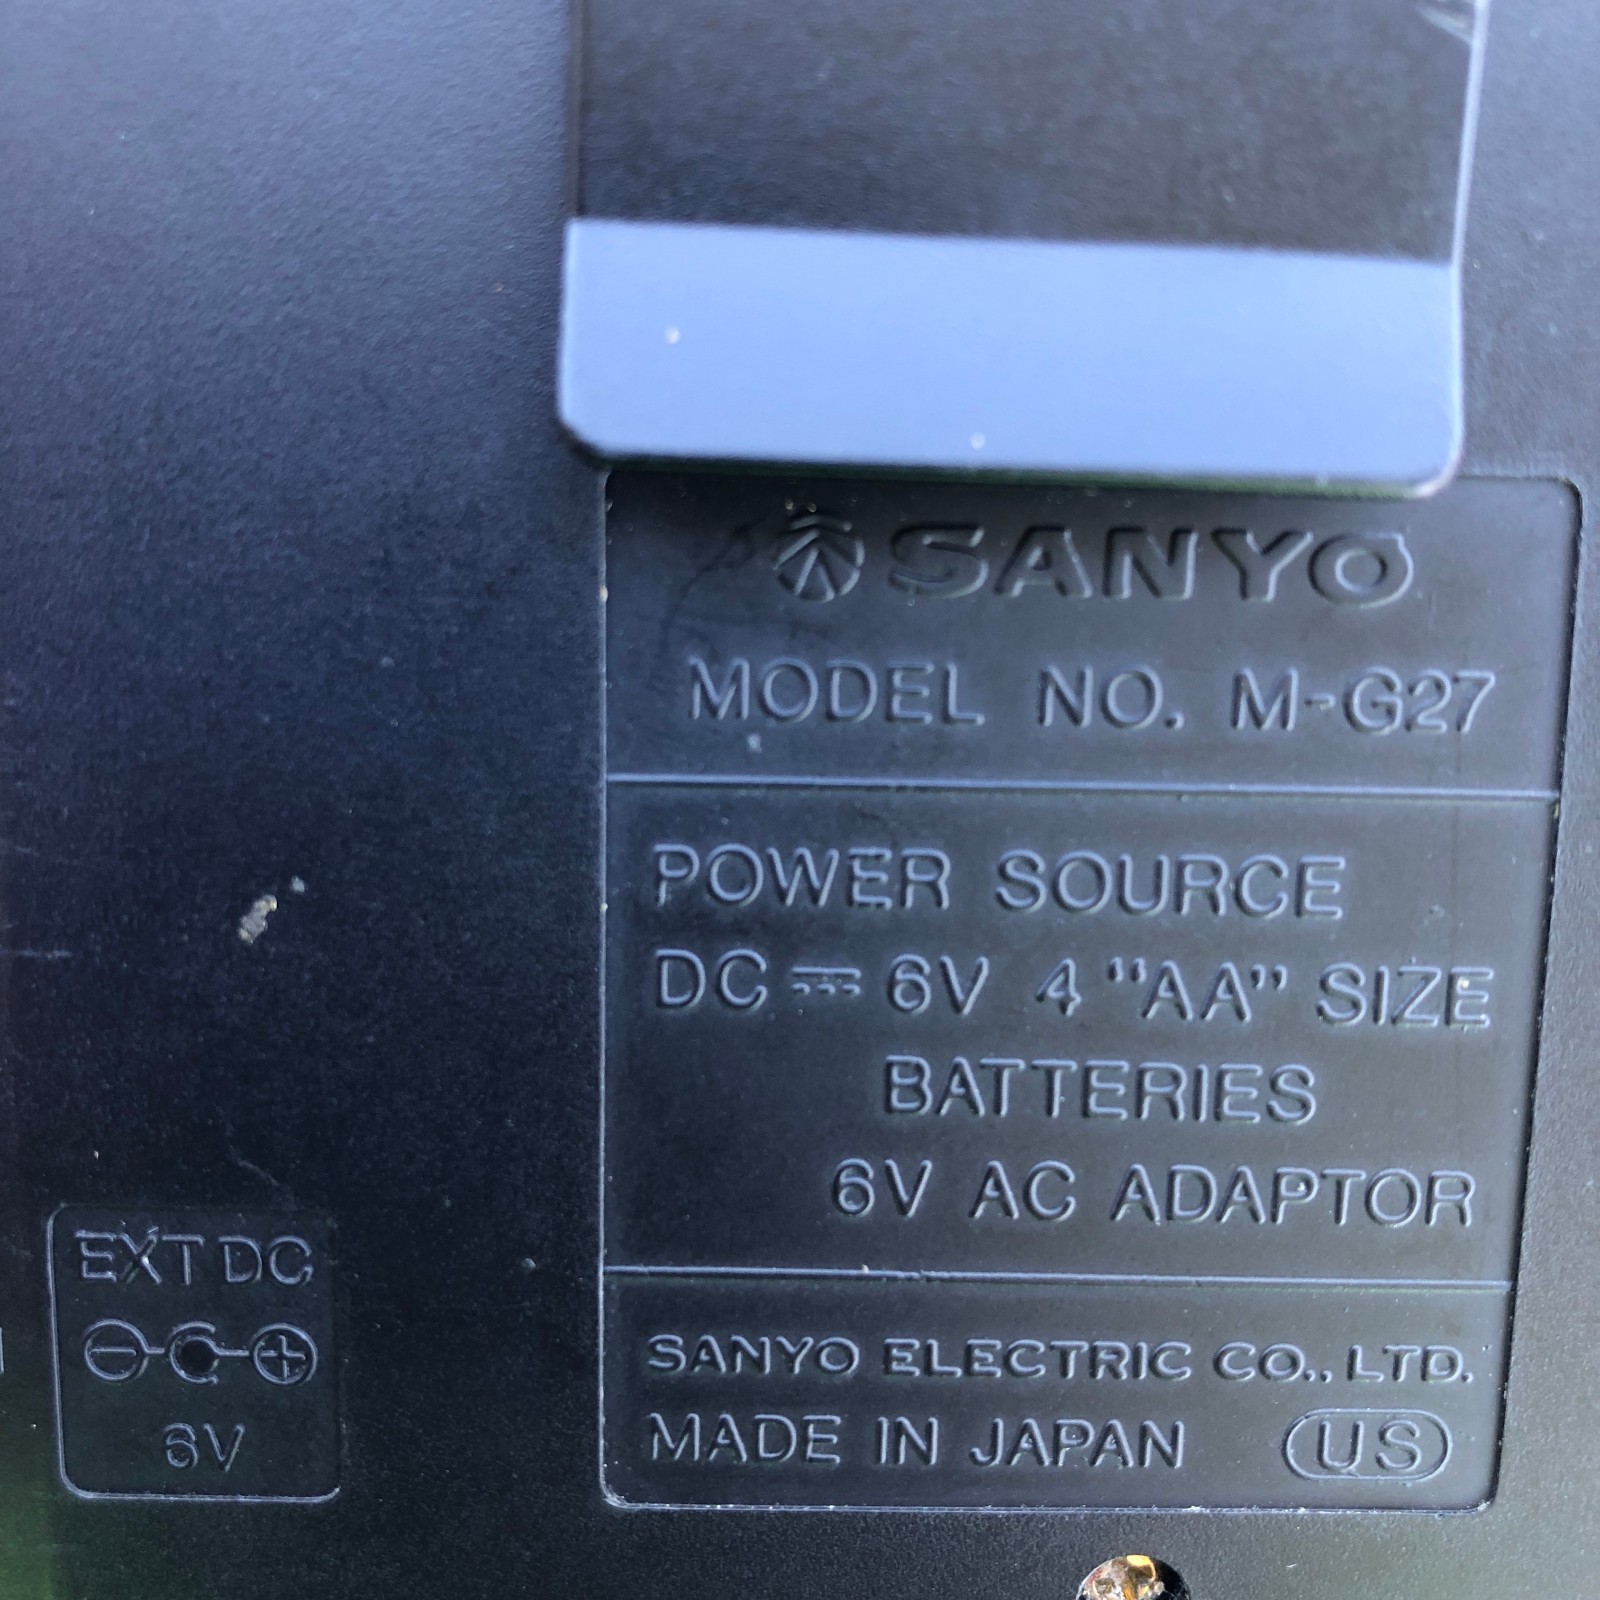 SANYO
MODEL NO. M-G27
POWER SOURCE
DC ⎓ 6V 4 "AA" SIZE
BATTERIES
6V AC ADAPTOR
SANYO ELECTRIC CO., LTD.
MADE IN JAPAN US
EXT DC
6V